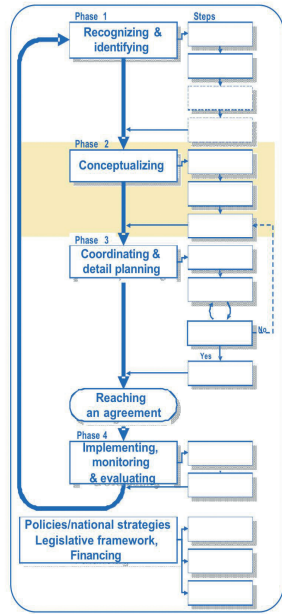 Phase 1
Steps
Recognizing &
identifying
Phase 2
Conceptualizing
Phase 3
Coordinating &
detail planning
No
Yes
Reaching
an agreement
Phase 4
Implementing,
monitoring
& evaluating
Policies/national strategies
Legislative framework,
Financing